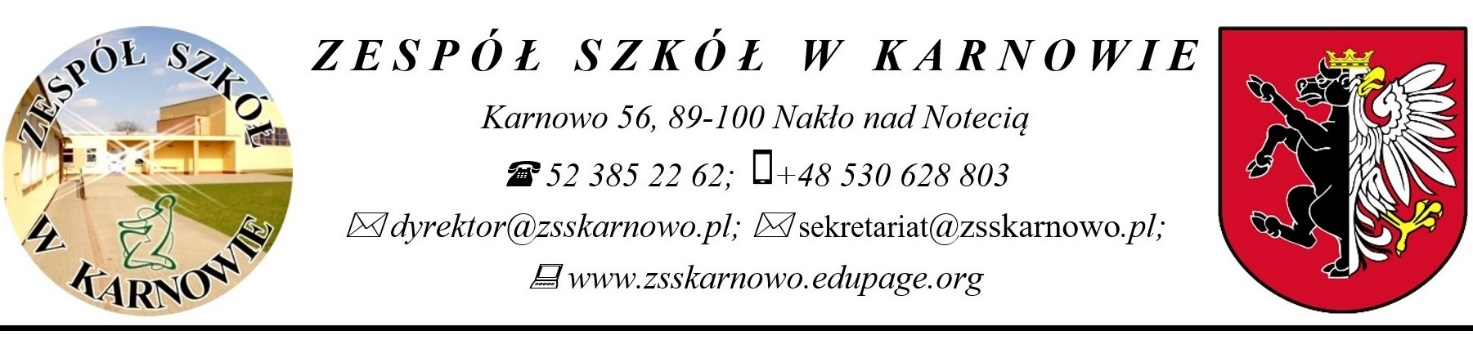 ZESPÓŁ SZKÓŁ
W KARNOWIE
ZESPÓŁ SZKÓŁ W KARNOWIE
Karnowo 56, 89-100 Nakło nad Notecią
☎ 52 385 22 62; 📱+48 530 628 803
🖂 dyrektor@zsskarnowo.pl; 🖂 sekretariat@zsskarnowo.pl;
💻 www.zsskarnowo.edupage.org